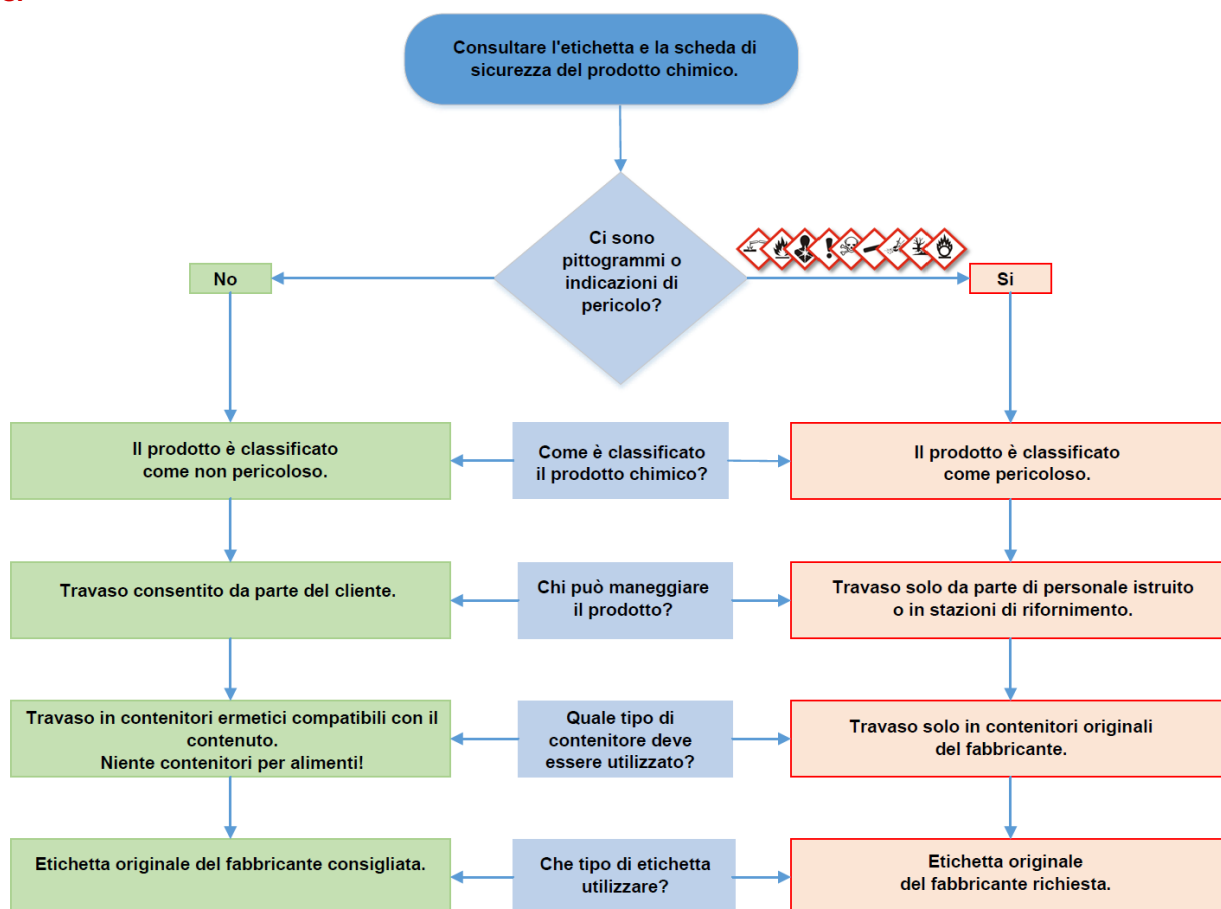 Consultare l'etichetta e la scheda di
sicurezza del prodotto chimico.
Ci sono
pittogrammi o
indicazioni di
pericolo?
No
Si
Il prodotto è classificato
come non pericoloso.
Come è classificato
il prodotto chimico?
Il prodotto è classificato
come pericoloso.
Travaso consentito da parte del cliente.
Chi può maneggiare
il prodotto?
Travaso solo da parte di personale istruito
o in stazioni di rifornimento.
Travaso in contenitori ermetici compatibili con il
contenuto.
Niente contenitori per alimenti!
Quale tipo di
contenitore deve
essere utilizzato?
Travaso solo in contenitori originali
del fabbricante.
Etichetta originale del fabbricante consigliata.
Che tipo di etichetta
utilizzare?
Etichetta originale
del fabbricante richiesta.